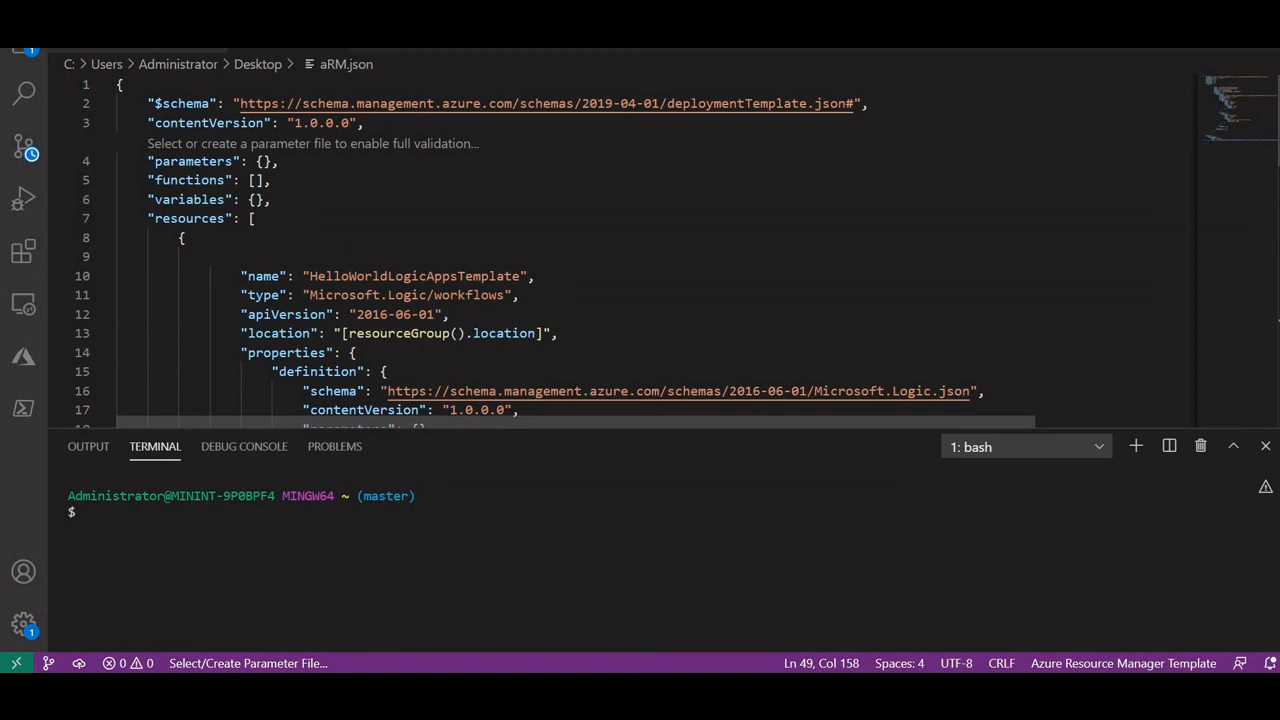 1
C: > Users > Administrator > Desktop > aRM.json
1 {
2 "$schema": "https://schema.management.azure.com/schemas/2019-04-01/deploymentTemplate.json#",
3 "contentVersion": "1.0.0.0",
Select or create a parameter file to enable full validation...
4 "parameters": {},
5 "functions": [],
6 "variables": {},
7 "resources": [
8 {
9
10 "name": "HelloWorldLogicAppsTemplate",
11 "type": "Microsoft.Logic/workflows",
12 "apiVersion": "2016-06-01",
13 "location": "[resourceGroup().location]",
14 "properties": {
15 "definition": {
16 "schema": "https://schema.management.azure.com/schemas/2016-06-01/Microsoft.Logic.json",
17 "contentVersion": "1.0.0.0",
OUTPUT TERMINAL DEBUG CONSOLE PROBLEMS 1: bash
Administrator@MININT-9P0BPF4 MINGW64 ~ (master)
$
1
0 0 Select/Create Parameter File... Ln 49, Col 158 Spaces: 4 UTF-8 CRLF Azure Resource Manager Template